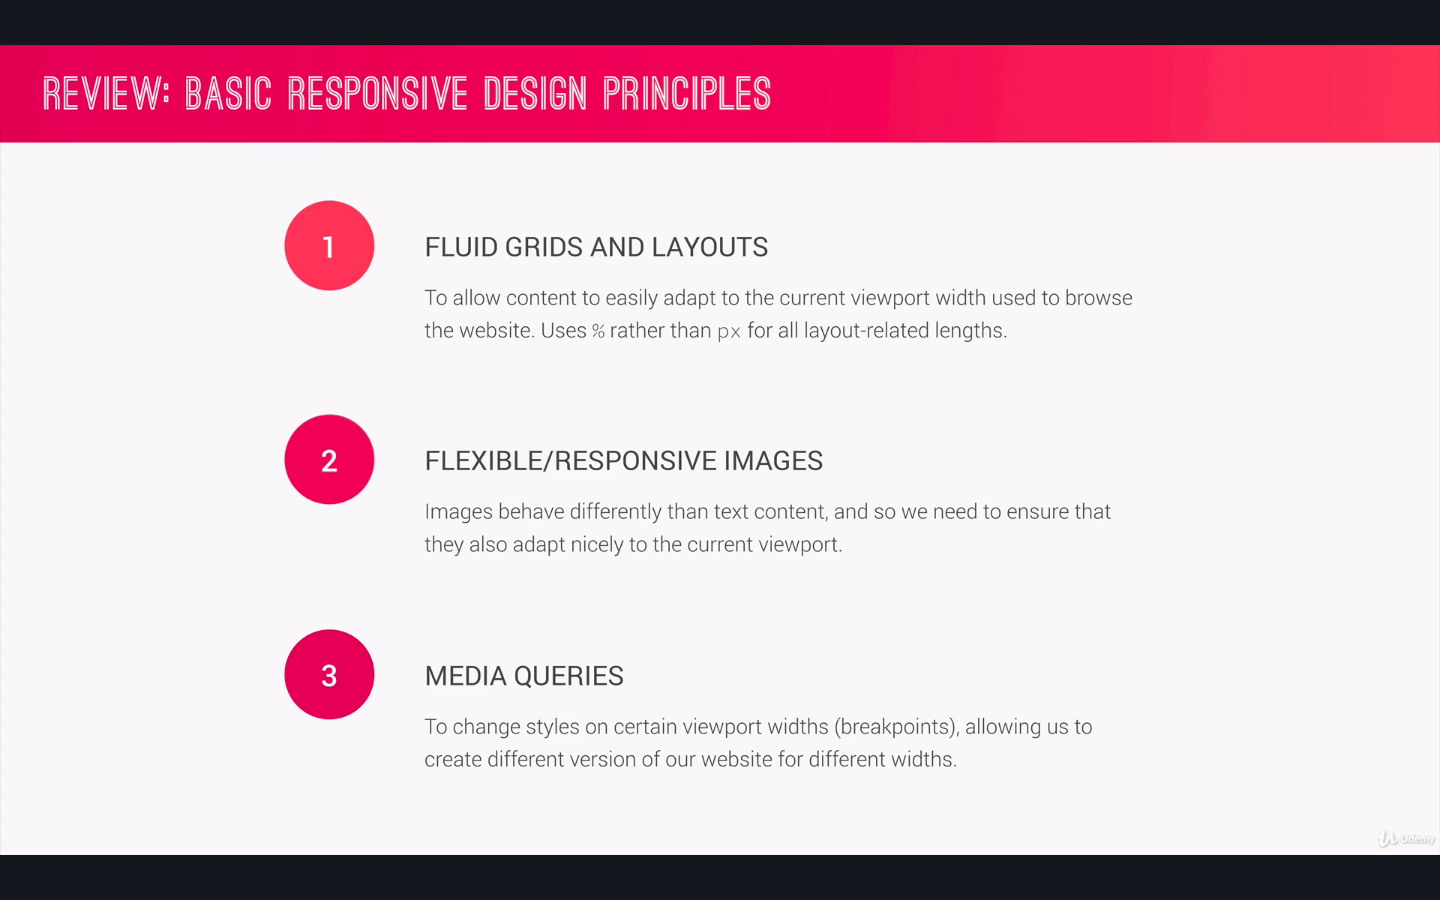 REVIEW: BASIC RESPONSIVE DESIGN PRINCIPLES
1
FLUID GRIDS AND LAYOUTS
To allow content to easily adapt to the current viewport width used to browse
the website. Uses % rather than px for all layout-related lengths.
2
FLEXIBLE/RESPONSIVE IMAGES
Images behave differently than text content, and so we need to ensure that
they also adapt nicely to the current viewport.
3
MEDIA QUERIES
To change styles on certain viewport widths (breakpoints), allowing us to
create different version of our website for different widths.
Udemy